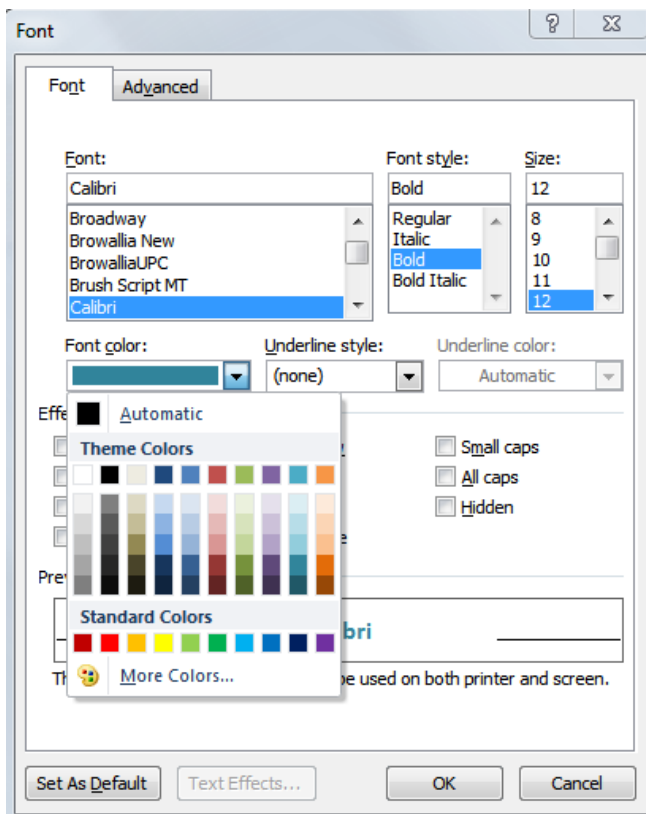 Font
Font Advanced
Font: Font style: Size:
Calibri Bold 12
Broadway Regular 8
Browallia New Italic 9
BrowalliaUPC Bold 10
Brush Script MT Bold Italic 11
Calibri 12
Font color: Underline style: Underline color:
(none) Automatic
Automatic
Theme Colors
Small caps
All caps
Hidden
Standard Colors
More Colors...
be used on both printer and screen.
Set As Default Text Effects... OK Cancel